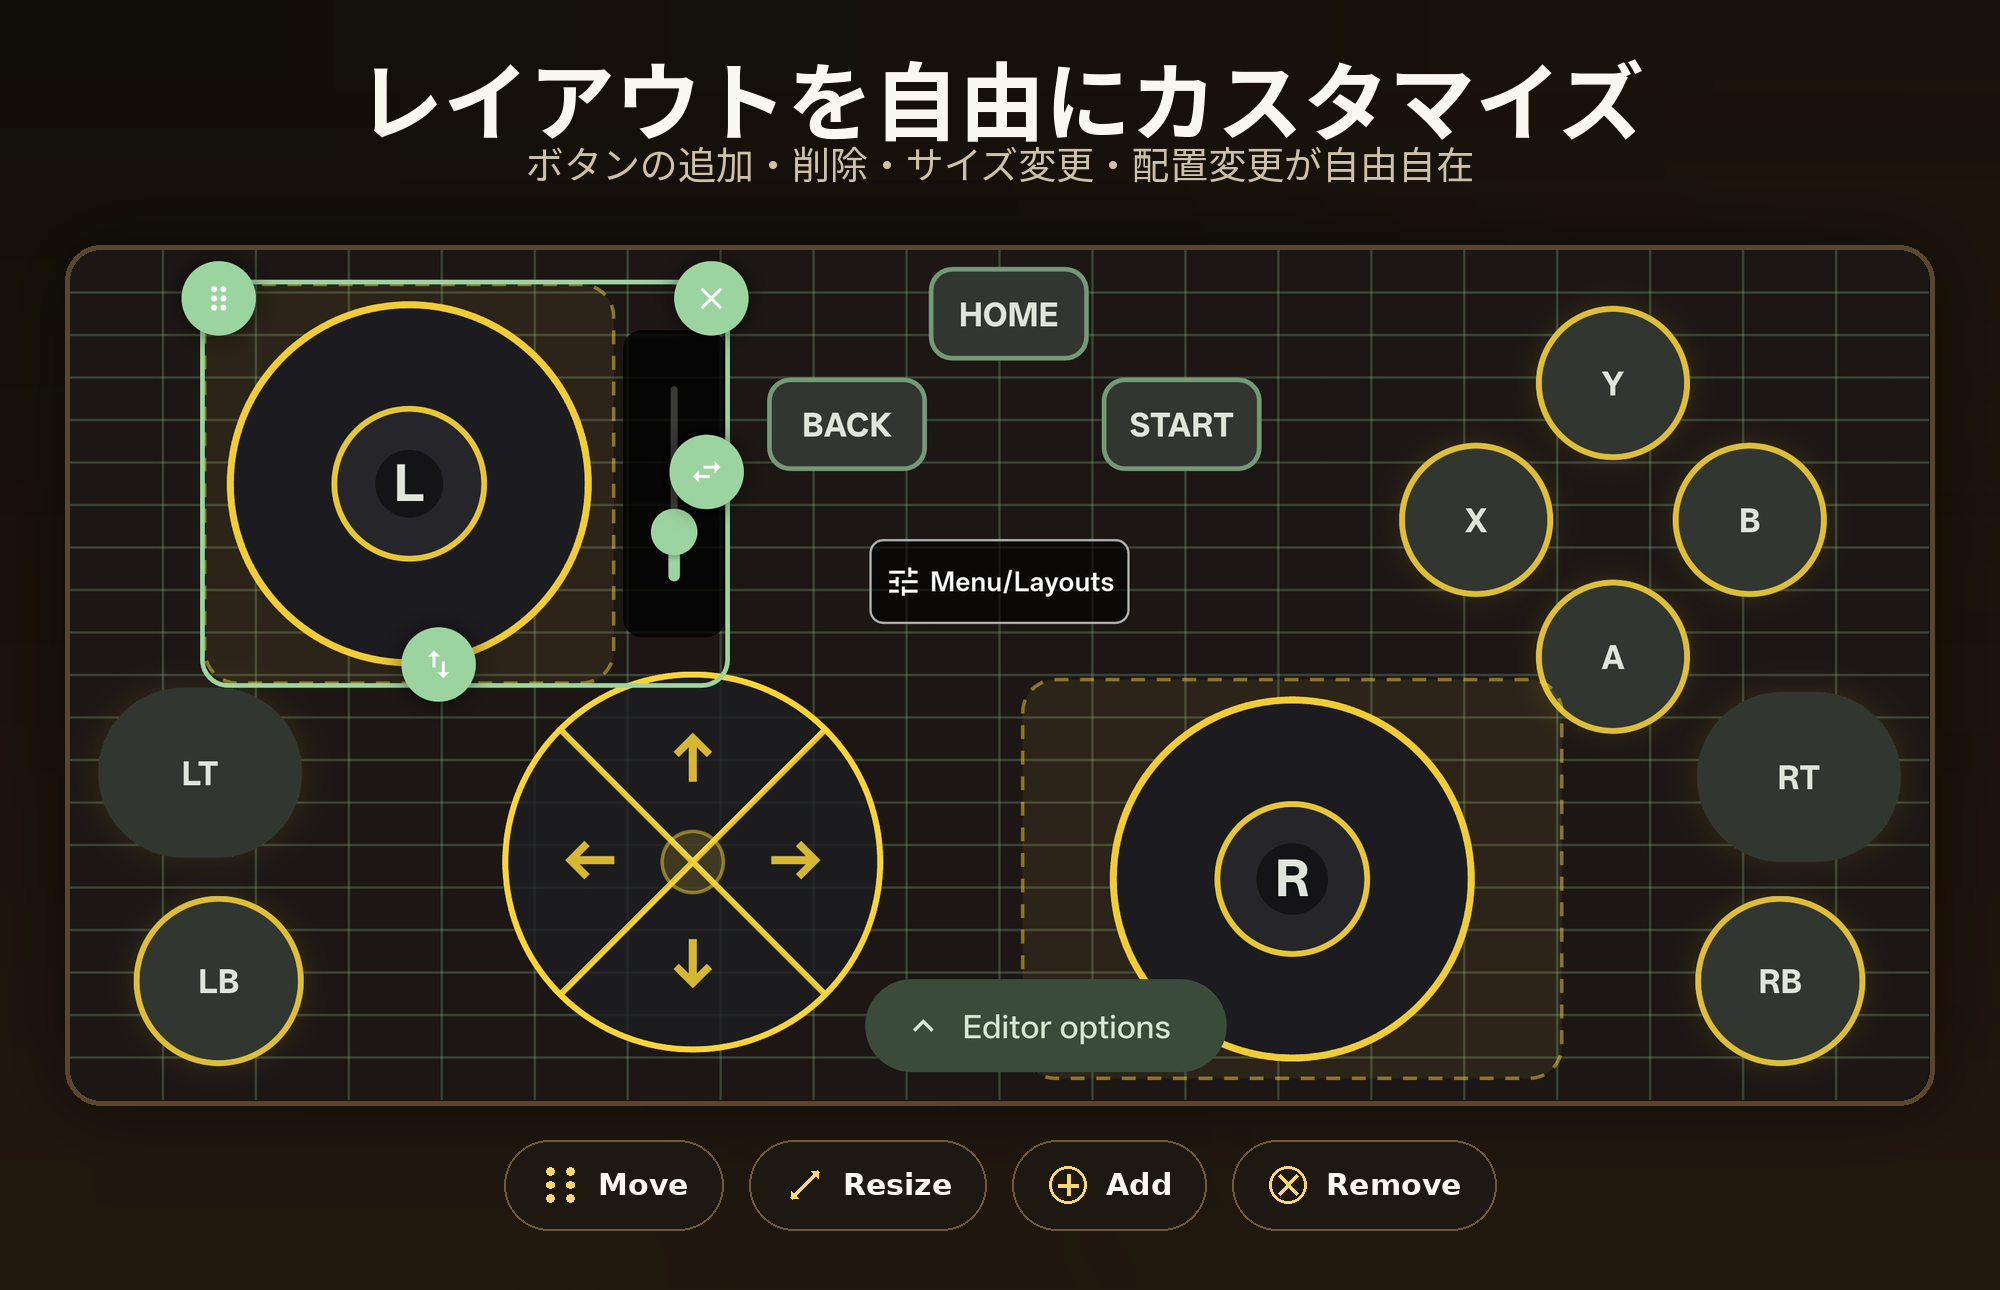 レイアウトを自由にカスタマイズ
ボタンの追加・削除・サイズ変更・配置変更が自由自在
HOME
BACK
START
Y
X
B
A
L
Menu/Layouts
LT
RT
R
LB
RB
Editor options
Move
Resize
Add
Remove